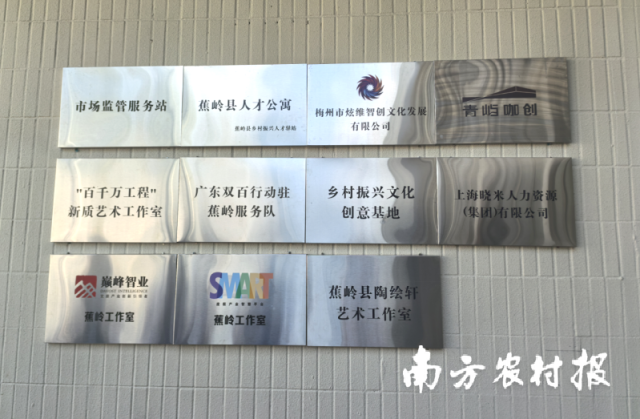 市场监管服务站
蕉岭县人才公寓
蕉岭县乡村振兴人才驿站
梅州市炫维智创文化发展
有限公司
青屿咖创
"百千万工程"
新质艺术工作室
广东双百行动驻
蕉岭服务队
乡村振兴文化
创意基地
上海晓来人力资源
(集团)有限公司
巅峰智业
蕉岭工作室
SMART
蕉岭工作室
蕉岭县陶绘轩
艺术工作室
南方农村报